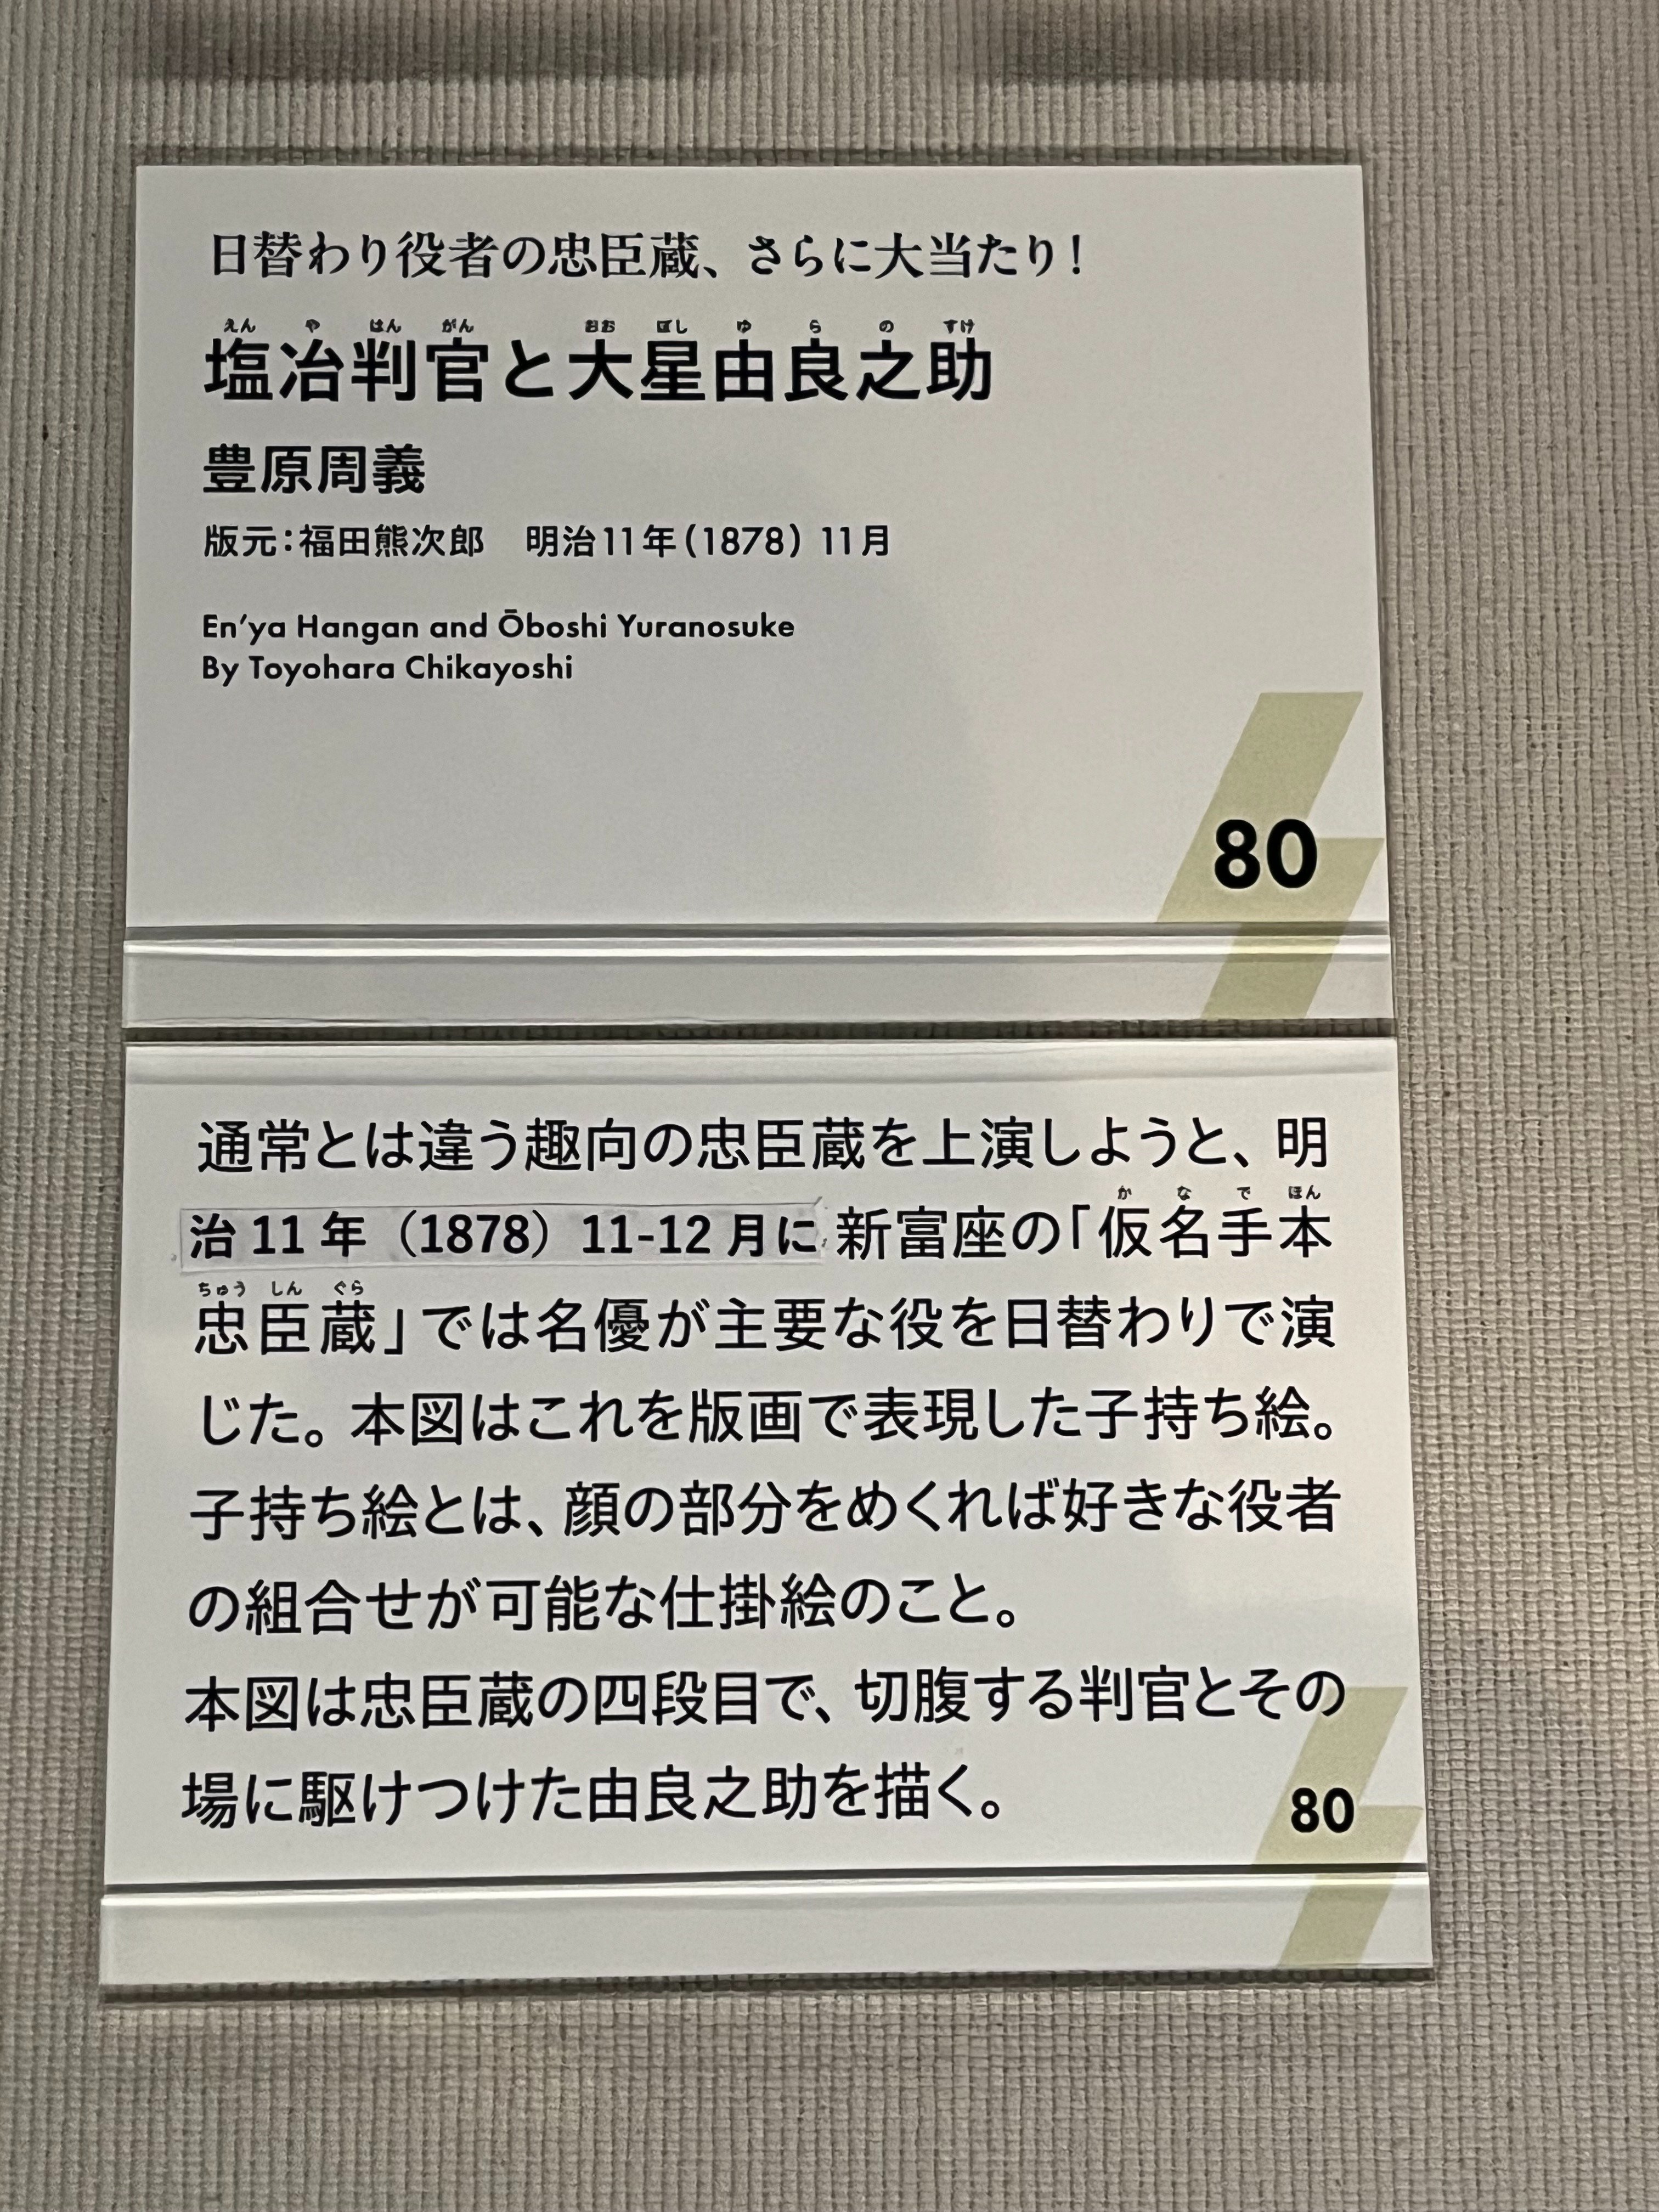 日替わり役者の忠臣蔵、さらに大当たり！
えん や はん がん おお ぼし ゆ ら の すけ
塩冶判官と大星由良之助
豊原周義
版元：福田熊次郎　明治11年（1878）11月
En’ya Hangan and Ōboshi Yuranosuke
By Toyohara Chikayoshi
80
通常とは違う趣向の忠臣蔵を上演しようと、明
か な で ほん
治 11 年（1878）11-12 月に 新富座の「仮名手本
ちゅう しん ぐら
忠臣蔵」では名優が主要な役を日替わりで演
じた。本図はこれを版画で表現した子持ち絵。
子持ち絵とは、顔の部分をめくれば好きな役者
の組合せが可能な仕掛絵のこと。
本図は忠臣蔵の四段目で、切腹する判官とその
場に駆けつけた由良之助を描く。
80